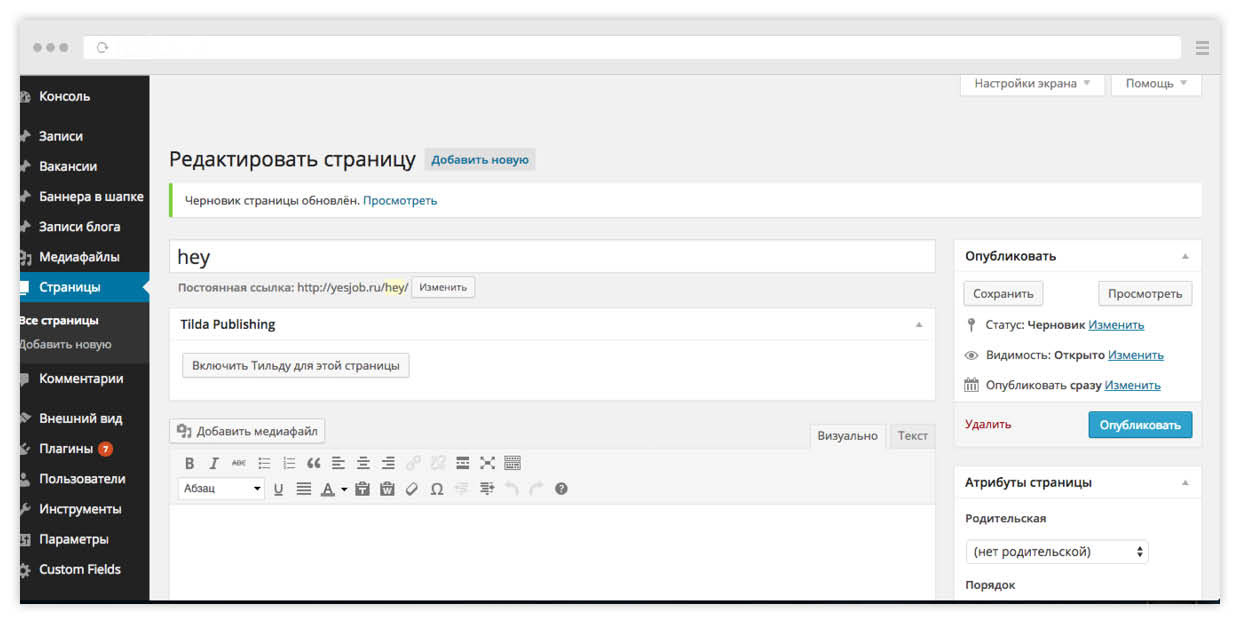 Настройки экрана
Помощь
Консоль
Записи
Вакансии
Баннера в шапке
Записи блога
Медиафайлы
Страницы
Все страницы
Добавить новую
Комментарии
Внешний вид
Плагины 7
Пользователи
Инструменты
Параметры
Custom Fields
Редактировать страницу Добавить новую
Черновик страницы обновлён. Просмотреть
hey
Постоянная ссылка: http://yesjob.ru/hey/ Изменить
Tilda Publishing
Включить Тильду для этой страницы
Добавить медиафайл
Визуально Текст
B I ABC
Абзац U A T W Ω ?
Опубликовать
Сохранить Просмотреть
Статус: Черновик Изменить
Видимость: Открыто Изменить
Опубликовать сразу Изменить
Удалить Опубликовать
Атрибуты страницы
Родительская
(нет родительской)
Порядок